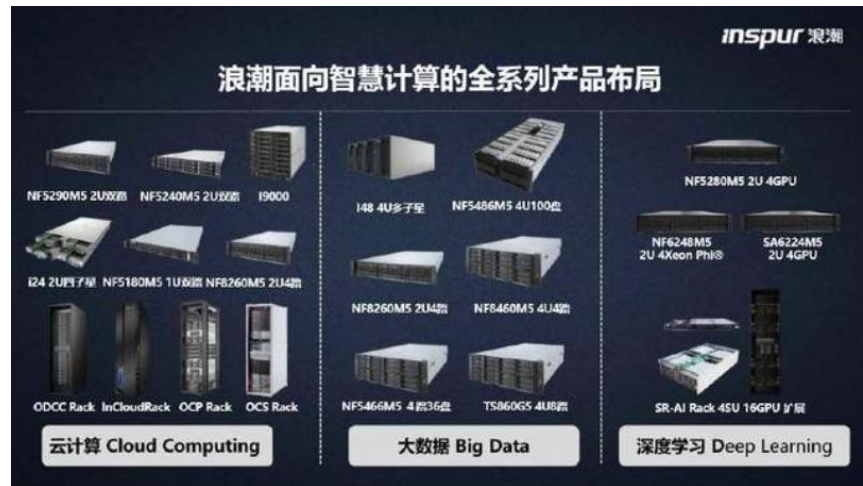 inspur 浪潮
浪潮面向智慧计算的全系列产品布局
NF5290M5 2U双路
NF5240M5 2U双路
I9000
i24 2U四子星
NF5180M5 1U双路
NF8260M5 2U4路
ODCC Rack
InCloudRack
OCP Rack
OCS Rack
云计算 Cloud Computing
I48 4U多子星
NF5486M5 4U100盘
NF8260M5 2U4路
NF8460M5 4U4路
NF5466M5 4路36盘
TS860G5 4U8路
大数据 Big Data
NF5280M5 2U 4GPU
NF6248M5
2U 4Xeon Phi®
SA6224M5
2U 4GPU
SR-AI Rack 4SU 16GPU 扩展
深度学习 Deep Learning